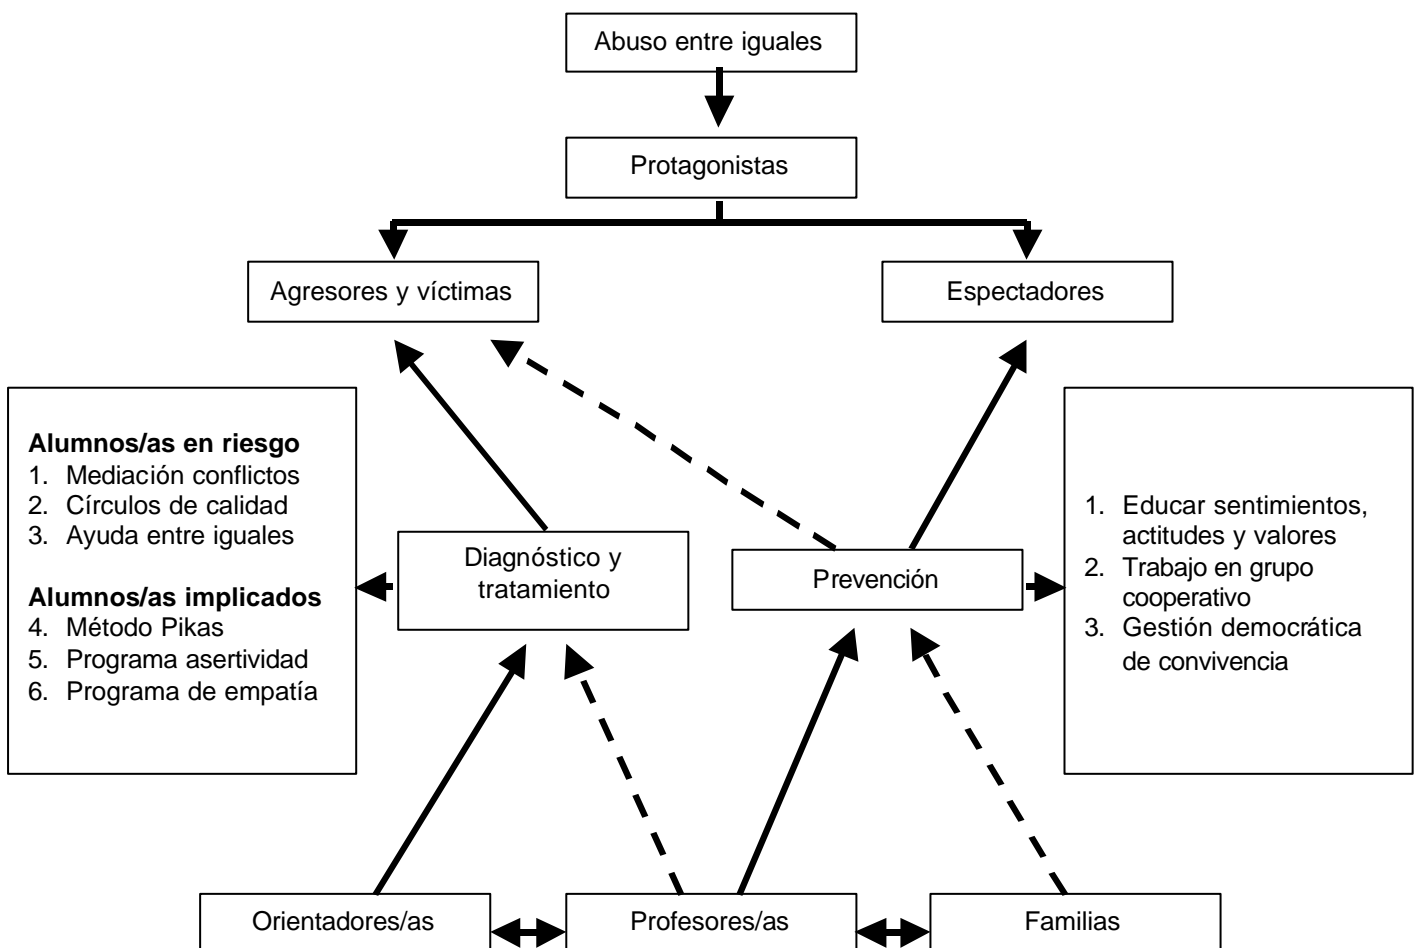 Abuso entre iguales
Protagonistas
Agresores y víctimas
Espectadores
Alumnos/as en riesgo
1. Mediación conflictos
2. Círculos de calidad
3. Ayuda entre iguales
Alumnos/as implicados
4. Método Pikas
5. Programa asertividad
6. Programa de empatía
Diagnóstico y
tratamiento
Prevención
1. Educar sentimientos,
actitudes y valores
2. Trabajo en grupo
cooperativo
3. Gestión democrática
de convivencia
Orientadores/as
Profesores/as
Familias